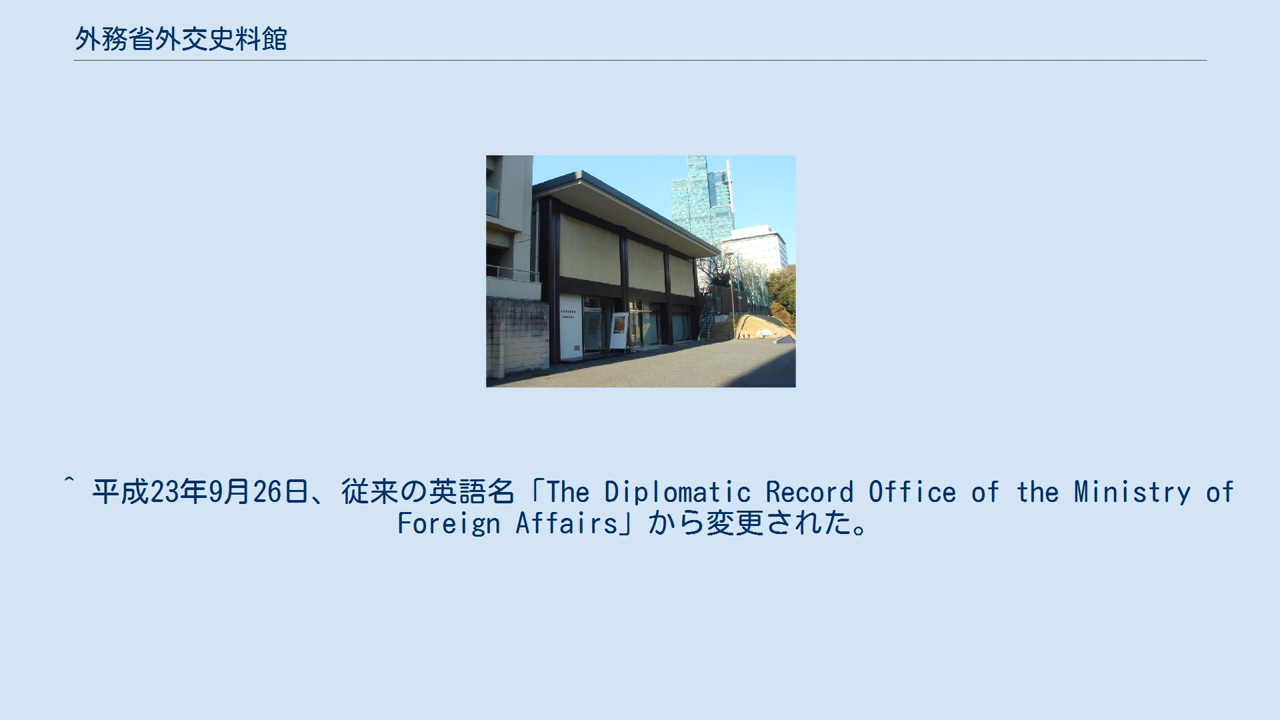 外務省外交史料館
^ 平成23年9月26日、従来の英語名「The Diplomatic Record Office of the Ministry of
Foreign Affairs」から変更された。